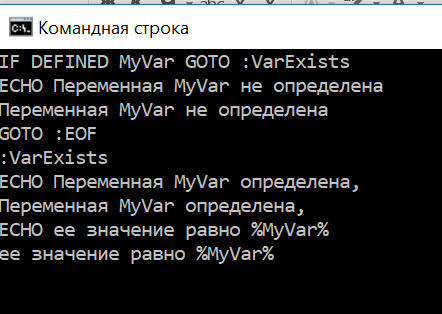 Командная строка
IF DEFINED MyVar GOTO :VarExists
ECHO Переменная MyVar не определена
Переменная MyVar не определена
GOTO :EOF
:VarExists
ECHO Переменная MyVar определена,
Переменная MyVar определена,
ECHO ее значение равно %MyVar%
ее значение равно %MyVar%